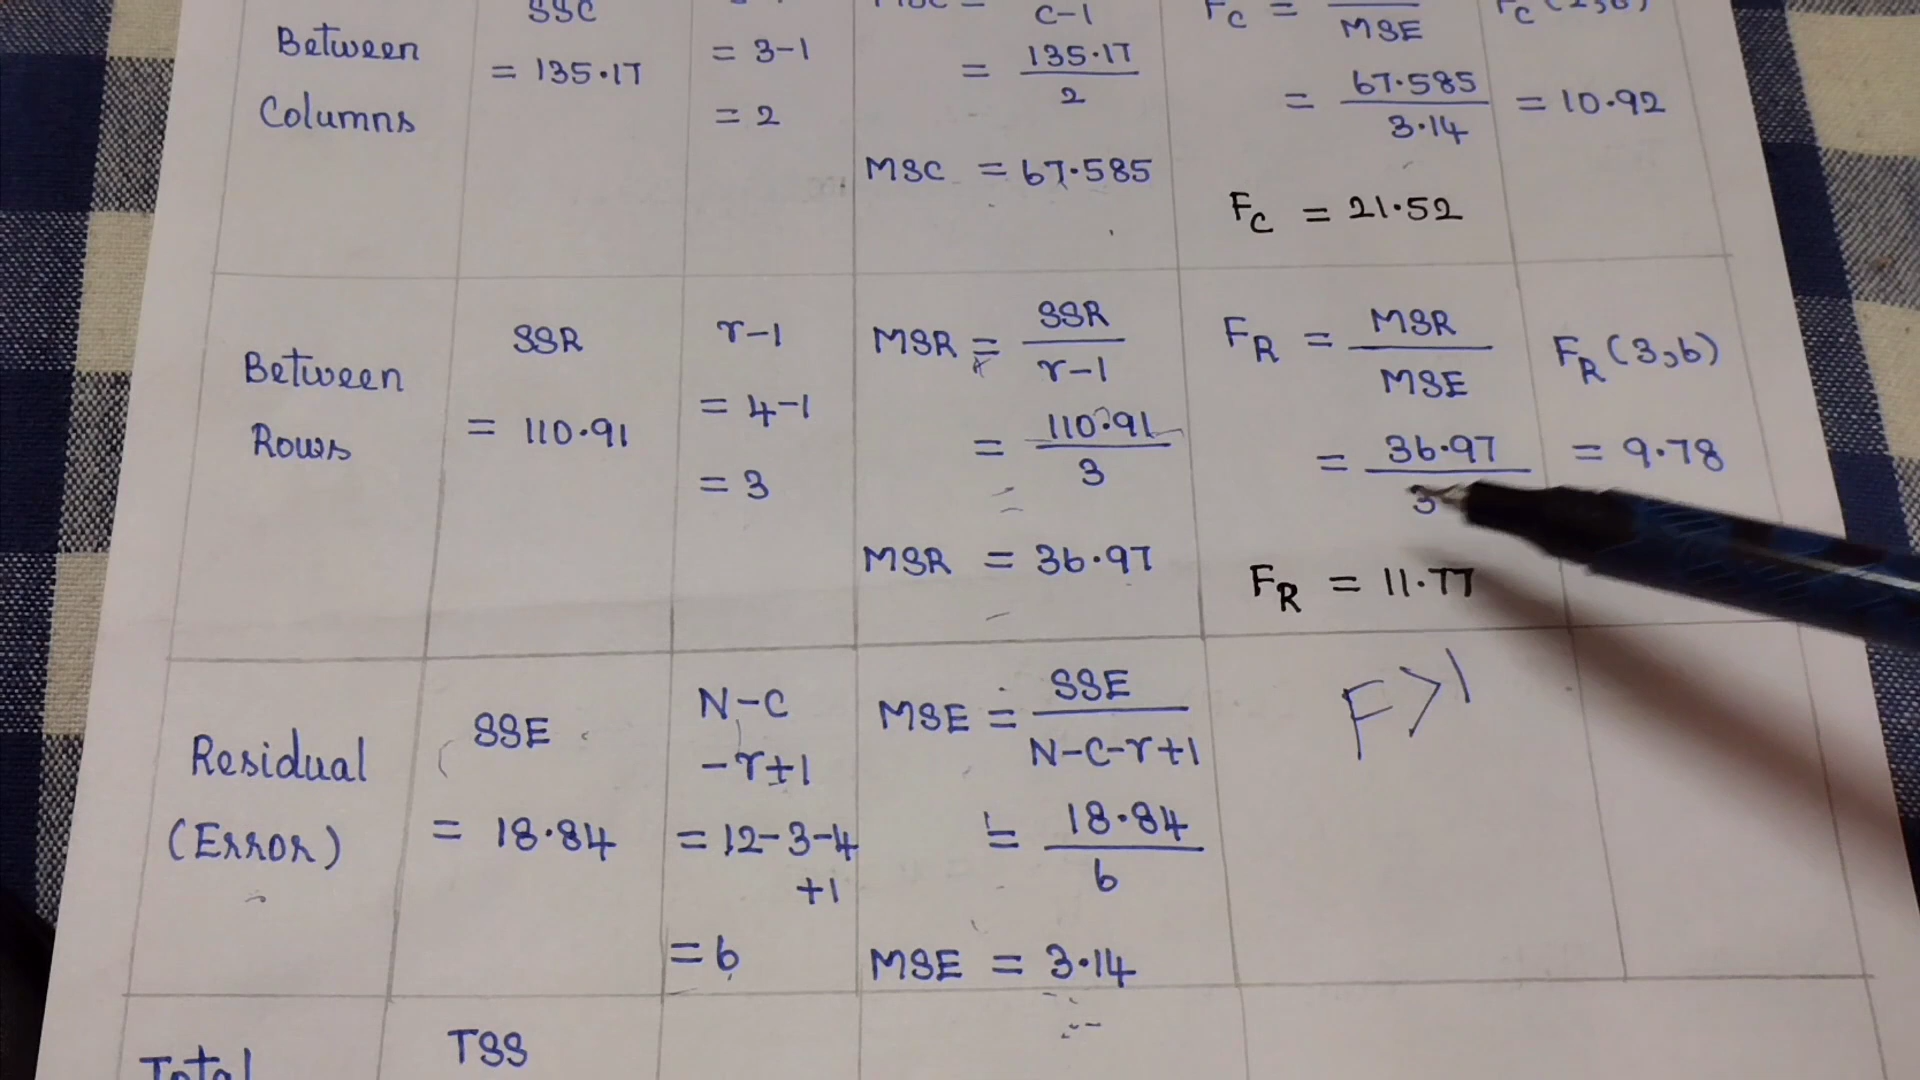 SSC
C-1
Between
Columns
= 135.17
= 3-1
= 2
= 135.17
2
MSC = 67.585
MSE
= 67.585
3.14
= 10.92
FC = 21.52
Between
Rows
SSR
= 110.91
r-1
= 4-1
= 3
MSR = SSR
r-1
= 110.91
3
MSR = 36.97
FR = MSR
MSE
= 36.97
FR = 11.77
FR (3,6)
= 9.78
Residual
(Error)
SSE
= 18.84
N-C
-r+1
= 12-3-4
+1
= 6
MSE = SSE
N-C-r+1
= 18.84
6
MSE = 3.14
F>1
Total
TSS